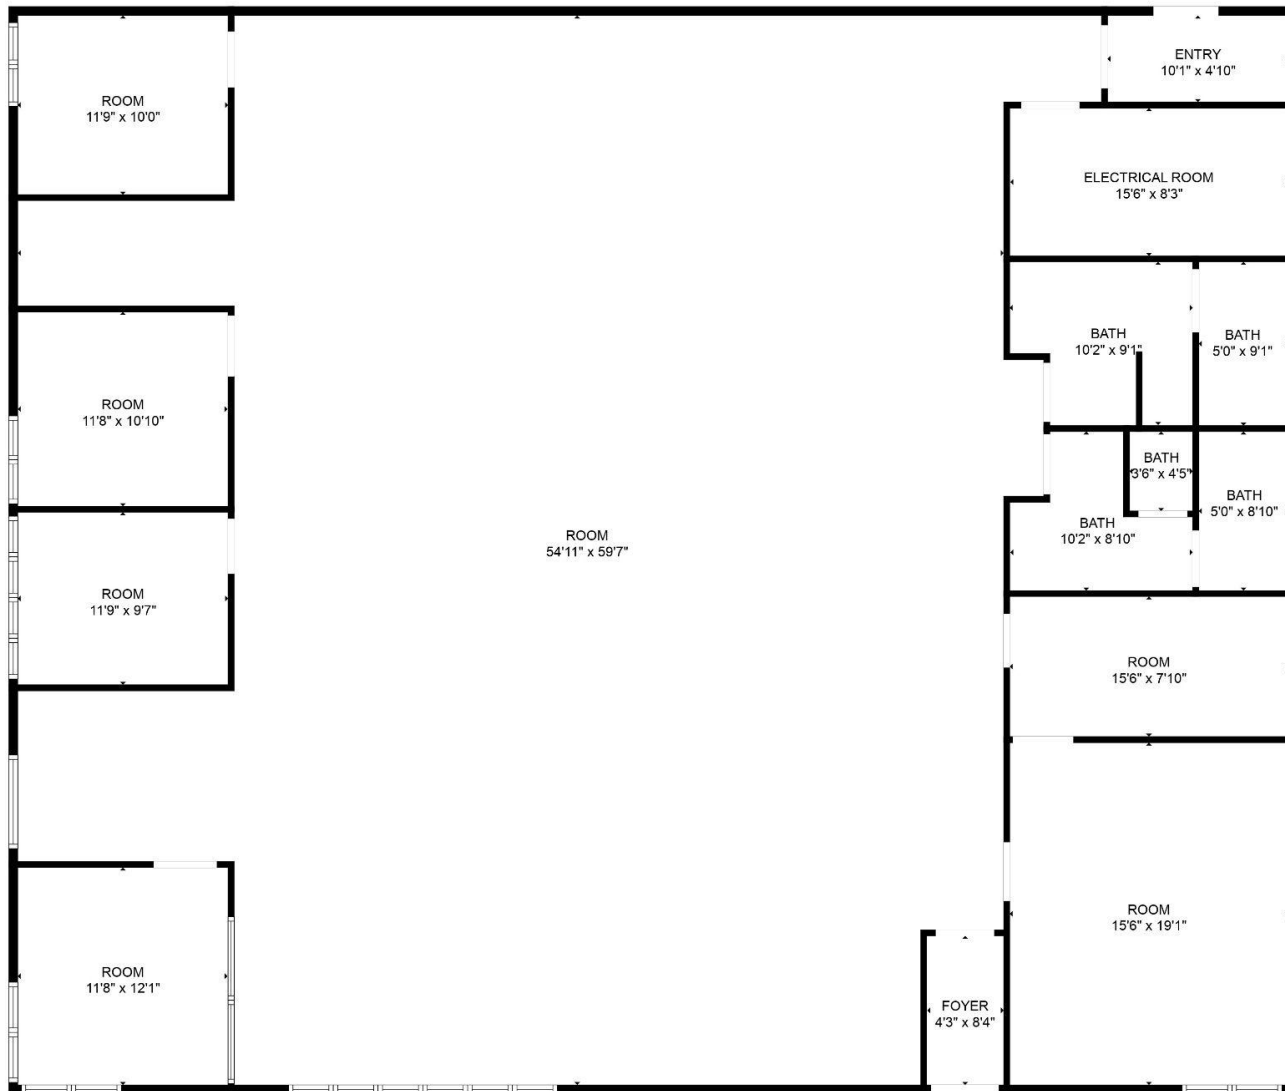 ENTRY
10'1" x 4'10"
ROOM
11'9" x 10'0"
ELECTRICAL ROOM
15'6" x 8'3"
BATH
10'2" x 9'1"
BATH
5'0" x 9'1"
ROOM
11'8" x 10'10"
BATH
3'6" x 4'5"
BATH
5'0" x 8'10"
BATH
10'2" x 8'10"
ROOM
54'11" x 59'7"
ROOM
11'9" x 9'7"
ROOM
15'6" x 7'10"
ROOM
15'6" x 19'1"
ROOM
11'8" x 12'1"
FOYER
4'3" x 8'4"